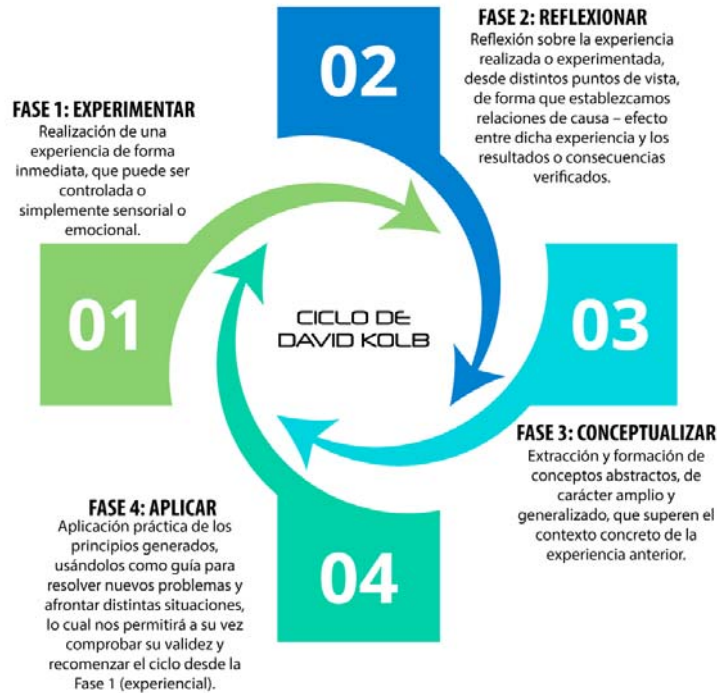 FASE 1: EXPERIMENTAR
Realización de una
experiencia de forma
inmediata, que puede ser
controlada o
simplemente sensorial o
emocional.
01
02
FASE 2: REFLEXIONAR
Reflexión sobre la experiencia
realizada o experimentada,
desde distintos puntos de vista,
de forma que establezcamos
relaciones de causa – efecto
entre dicha experiencia y los
resultados o consecuencias
verificados.
CICLO DE
DAVID KOLB
03
FASE 3: CONCEPTUALIZAR
Extracción y formación de
conceptos abstractos, de
carácter amplio y
generalizado, que superen el
contexto concreto de la
experiencia anterior.
FASE 4: APLICAR
Aplicación práctica de los
principios generados,
usándolos como guía para
resolver nuevos problemas y
afrontar distintas situaciones,
lo cual nos permitirá a su vez
comprobar su validez y
recomenzar el ciclo desde la
Fase 1 (experiencial).
04